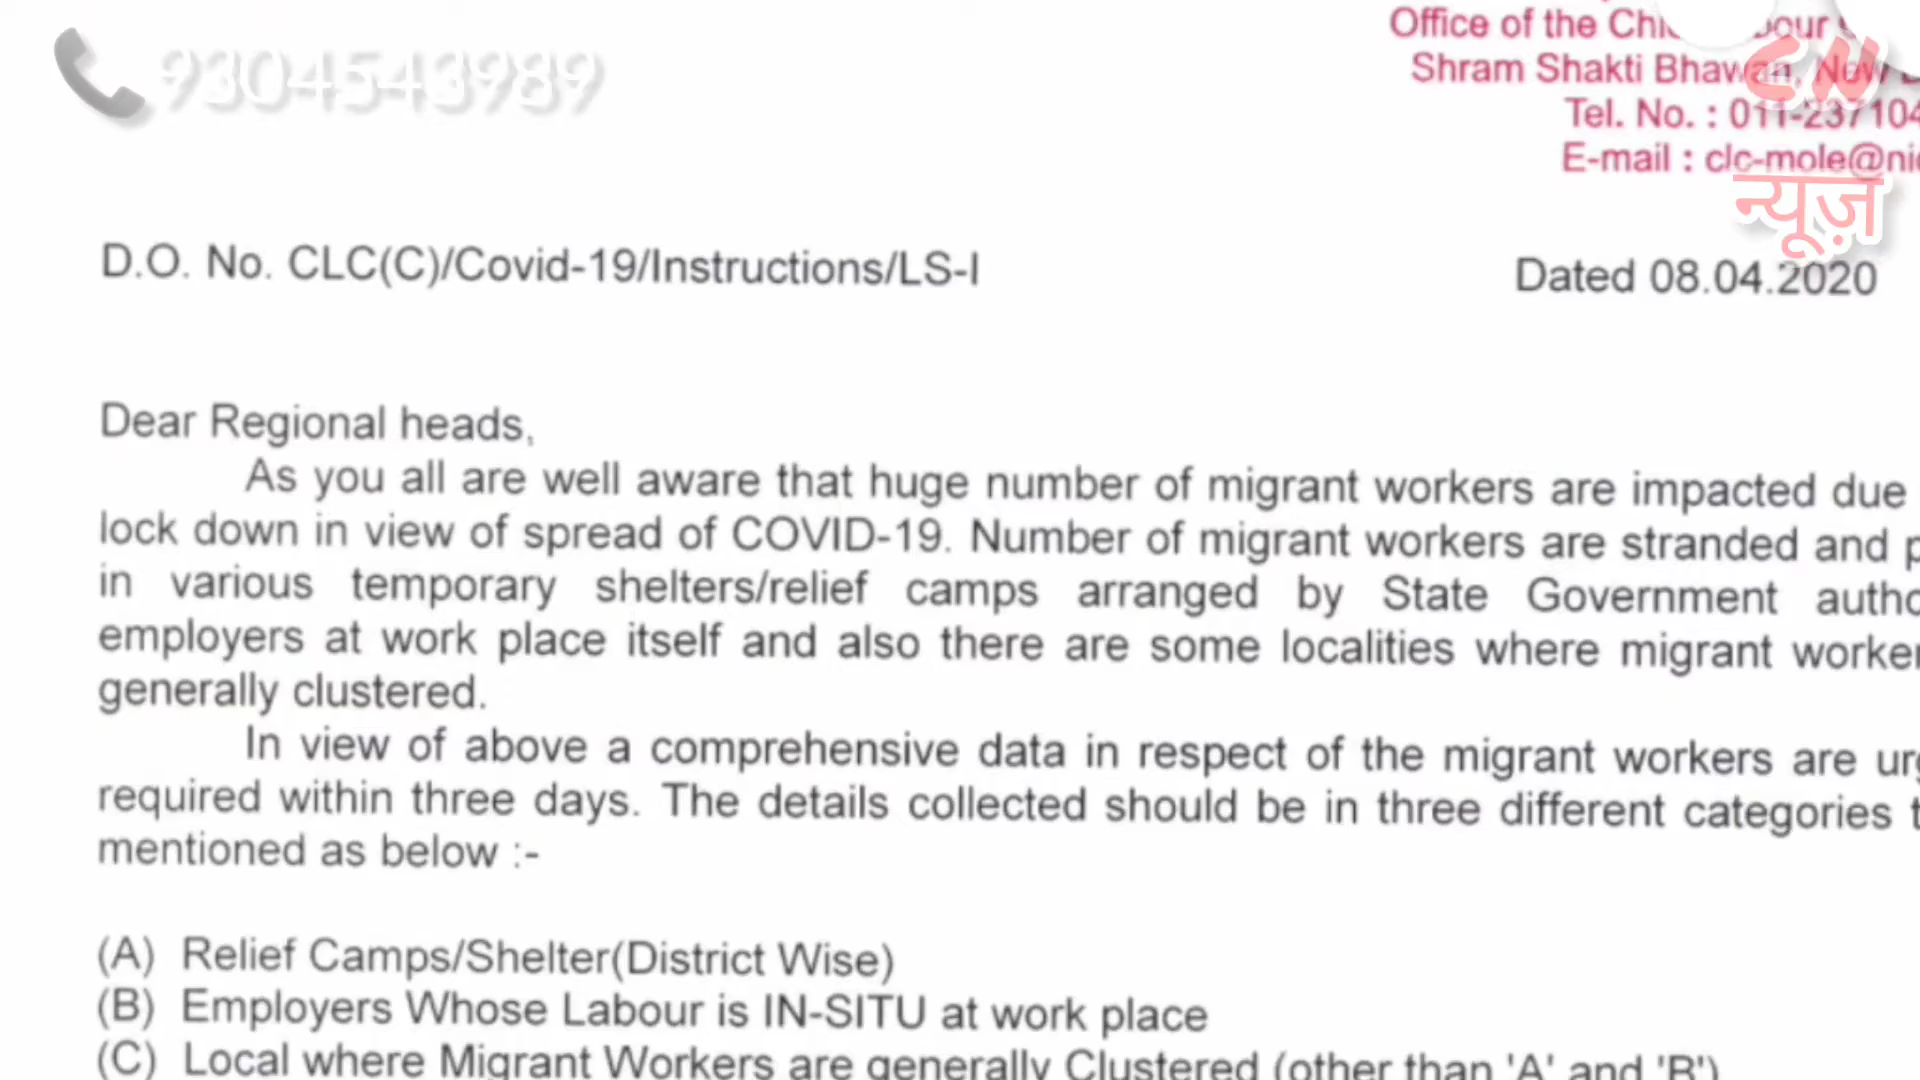 9304543989
Office of the Chi
Shram Shakti Bhawan, New
CN
Tel. No. : 011-237104
E-mail : clc-mole@ni
न्यूज़
D.O. No. CLC(C)/Covid-19/Instructions/LS-I
Dated 08.04.2020
Dear Regional heads,
As you all are well aware that huge number of migrant workers are impacted due
lock down in view of spread of COVID-19. Number of migrant workers are stranded and
in various temporary shelters/relief camps arranged by State Government
employers at work place itself and also there are some localities where migrant
generally clustered.
In view of above a comprehensive data in respect of the migrant workers are
required within three days. The details collected should be in three different categories
mentioned as below :-
(A) Relief Camps/Shelter(District Wise)
(B) Employers Whose Labour is IN-SITU at work place
(C) Local where Migrant Workers are generally Clustered (other than 'A' and 'B')